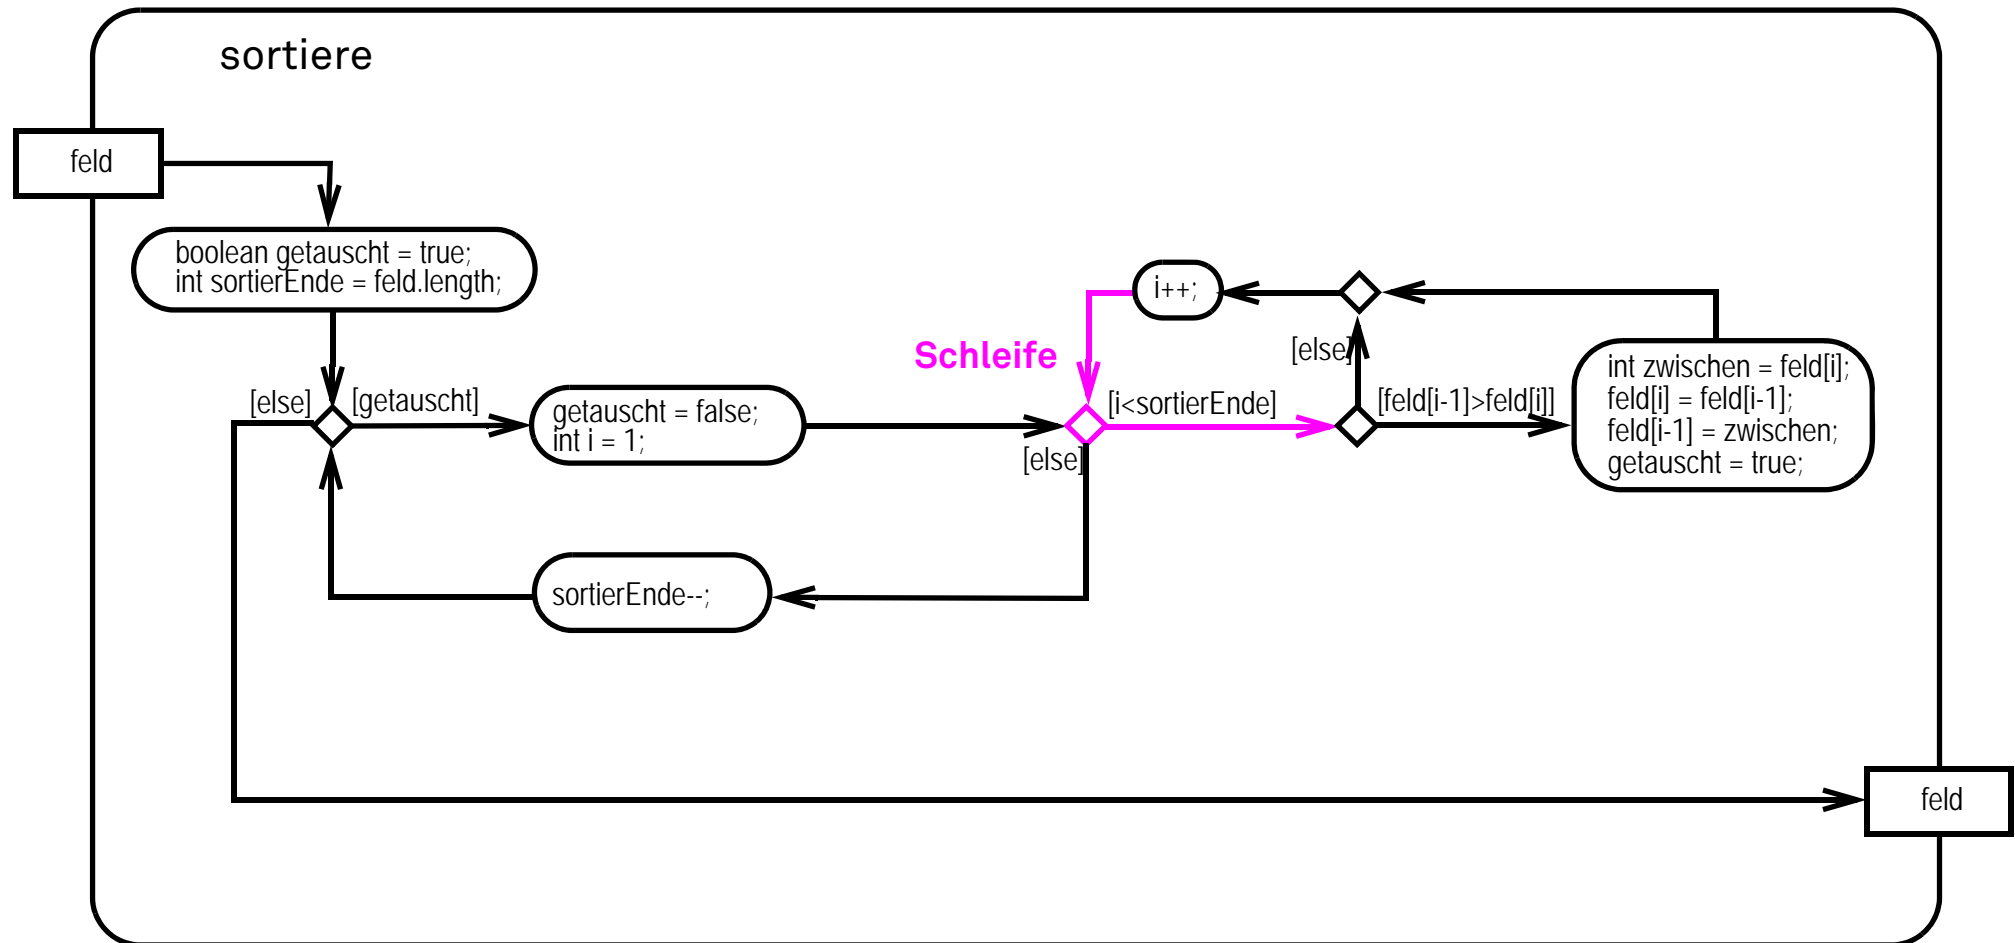 sortiere
feld
boolean getauscht = true;
int sortierEnde = feld.length;
[else]
[getauscht]
getauscht = false;
int i = 1;
Schleife
i++;
[i<sortierEnde]
[else]
[else]
[feld[i-1]>feld[i]]
int zwischen = feld[i];
feld[i] = feld[i-1];
feld[i-1] = zwischen;
getauscht = true;
sortierEnde--;
feld